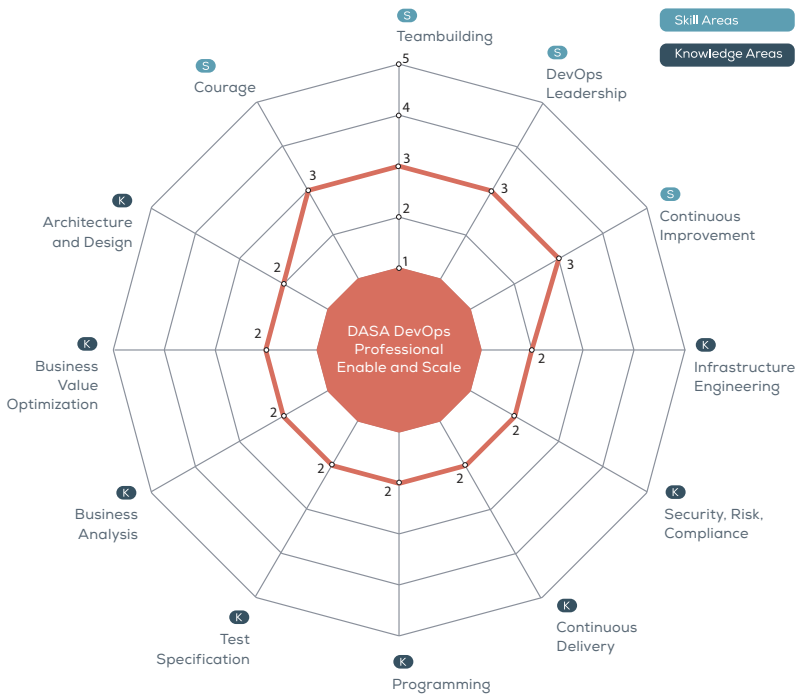 S
Teambuilding
Skill Areas
Knowledge Areas
S
DevOps
Leadership
S
Courage
5
4
3
2
1
3
3
3
S
Continuous
Improvement
K
Architecture
and Design
2
DASA DevOps
Professional
Enable and Scale
K
Business
Value
Optimization
2
2
K
Infrastructure
Engineering
K
Business
Analysis
2
2
K
Security, Risk,
Compliance
2
2
2
K
Test
Specification
K
Programming
K
Continuous
Delivery